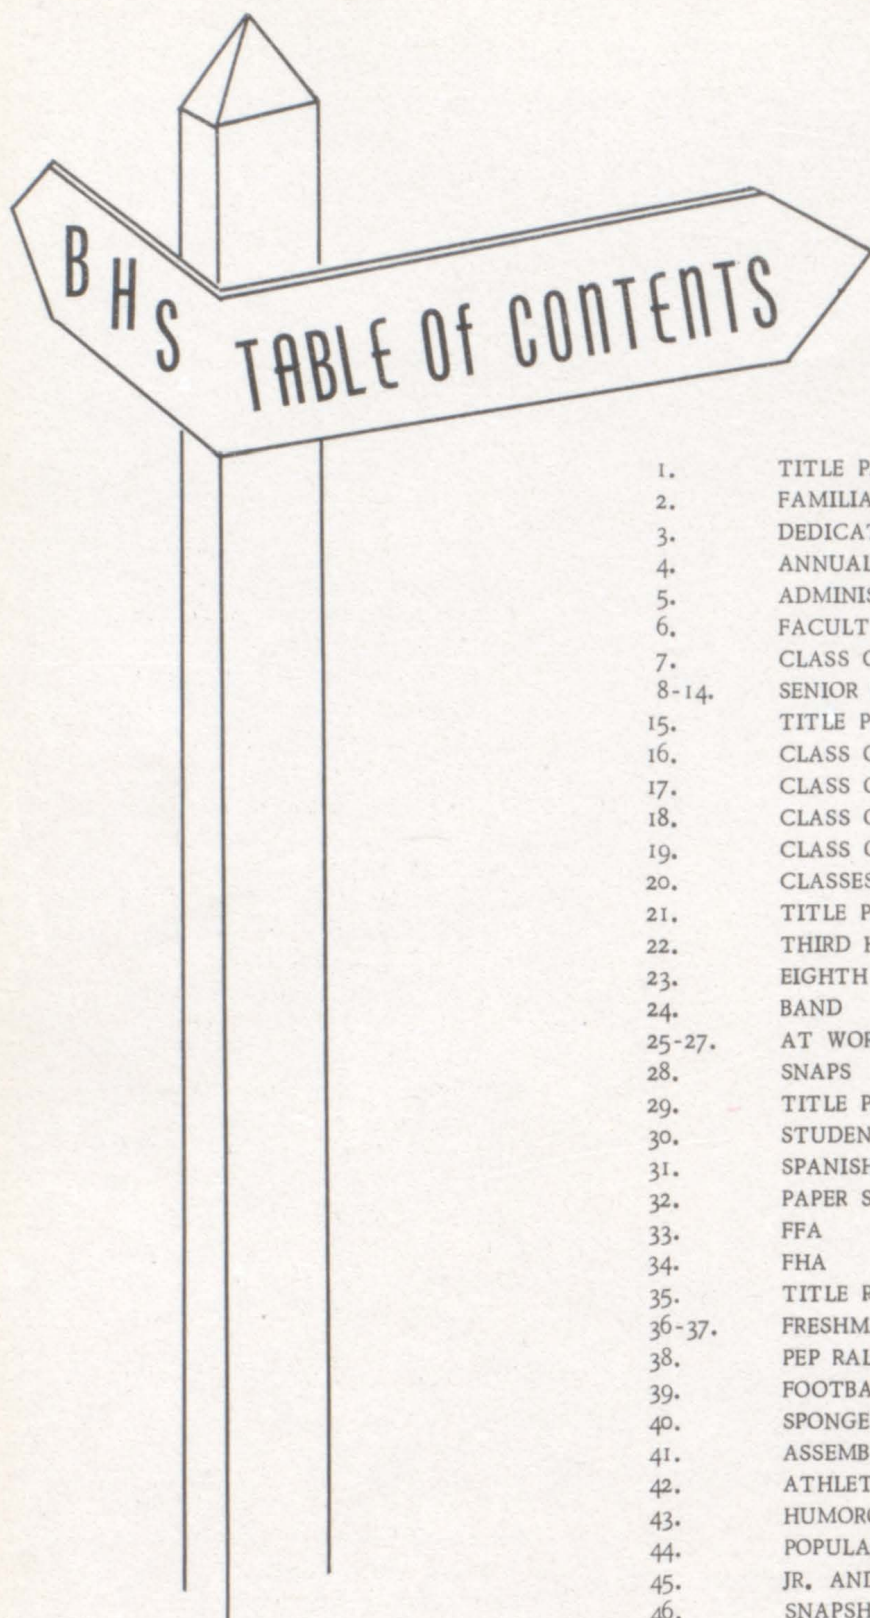 BHS TABLE OF CONTENTS
1. TITLE P
2. FAMILIA
3. DEDICAT
4. ANNUAL
5. ADMINIS
6. FACULT
7. CLASS O
8-14. SENIOR
15. TITLE P
16. CLASS O
17. CLASS O
18. CLASS O
19. CLASS O
20. CLASSES
21. TITLE P
22. THIRD H
23. EIGHTH
24. BAND
25-27. AT WOR
28. SNAPS
29. TITLE P
30. STUDEN
31. SPANISH
32. PAPER S
33. FFA
34. FHA
35. TITLE R
36-37. FRESHM
38. PEP RAL
39. FOOTBA
40. SPONGE
41. ASSEMB
42. ATHLET
43. HUMORO
44. POPULA
45. JR. AND
46. SNAPSH